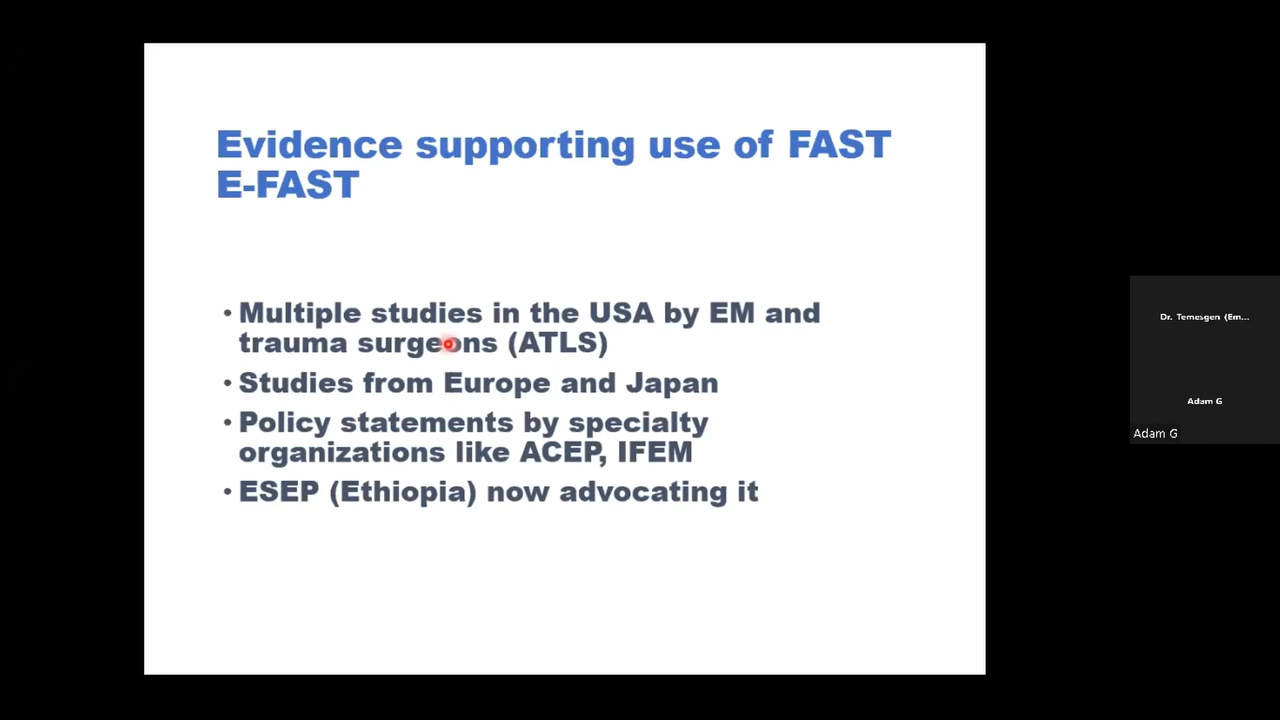 Evidence supporting use of FAST
E-FAST
• Multiple studies in the USA by EM and
trauma surgeons (ATLS)
• Studies from Europe and Japan
• Policy statements by specialty
organizations like ACEP, IFEM
• ESEP (Ethiopia) now advocating it
Dr. Temesgen (Em...
Adam G
Adam G